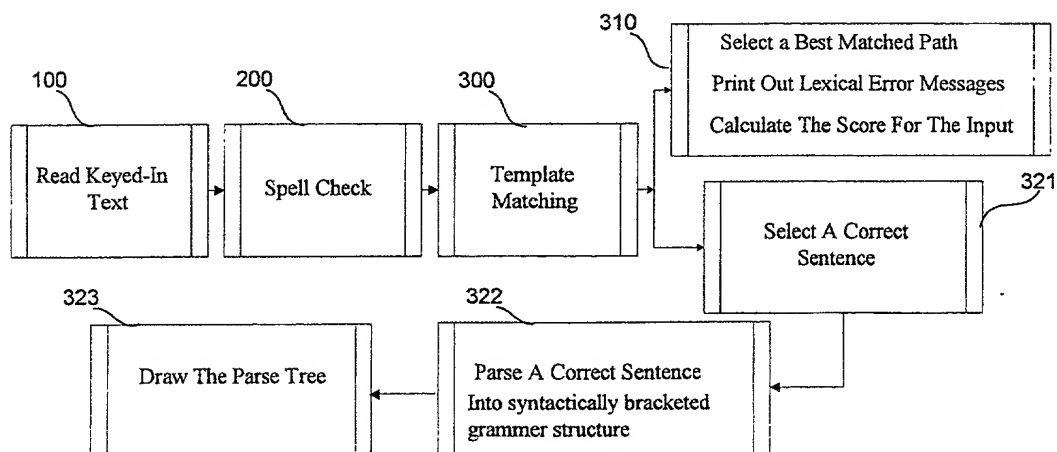 310
Select a Best Matched Path
Print Out Lexical Error Messages
Calculate The Score For The Input
100
Read Keyed-In
Text
200
Spell Check
300
Template
Matching
321
Select A Correct
Sentence
322
Parse A Correct Sentence
Into syntactically bracketed
grammer structure
323
Draw The Parse Tree